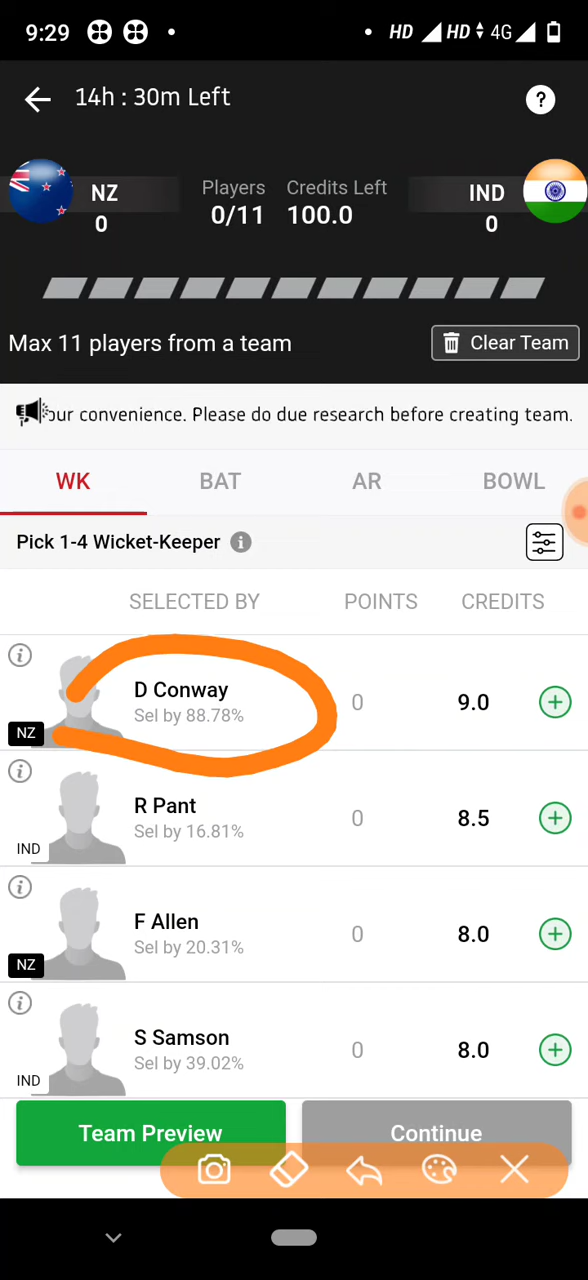 9:29 HD HD 4G
14h : 30m Left ?
NZ Players Credits Left IND
0 0/11 100.0 0
Max 11 players from a team Clear Team
our convenience. Please do due research before creating team.
WK BAT AR BOWL
Pick 1-4 Wicket-Keeper i
SELECTED BY POINTS CREDITS
i
D Conway
Sel by 88.78% 0 9.0 +
NZ
i
R Pant
Sel by 16.81% 0 8.5 +
IND
i
F Allen
Sel by 20.31% 0 8.0 +
NZ
i
S Samson
Sel by 39.02% 0 8.0 +
IND
Team Preview Continue